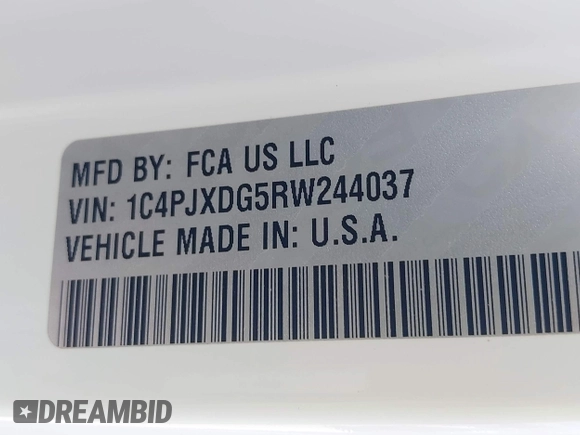 MFD BY: FCA US LLC
VIN: 1C4PJXDG5RW244037
VEHICLE MADE IN: U.S.A.
DREAMBID